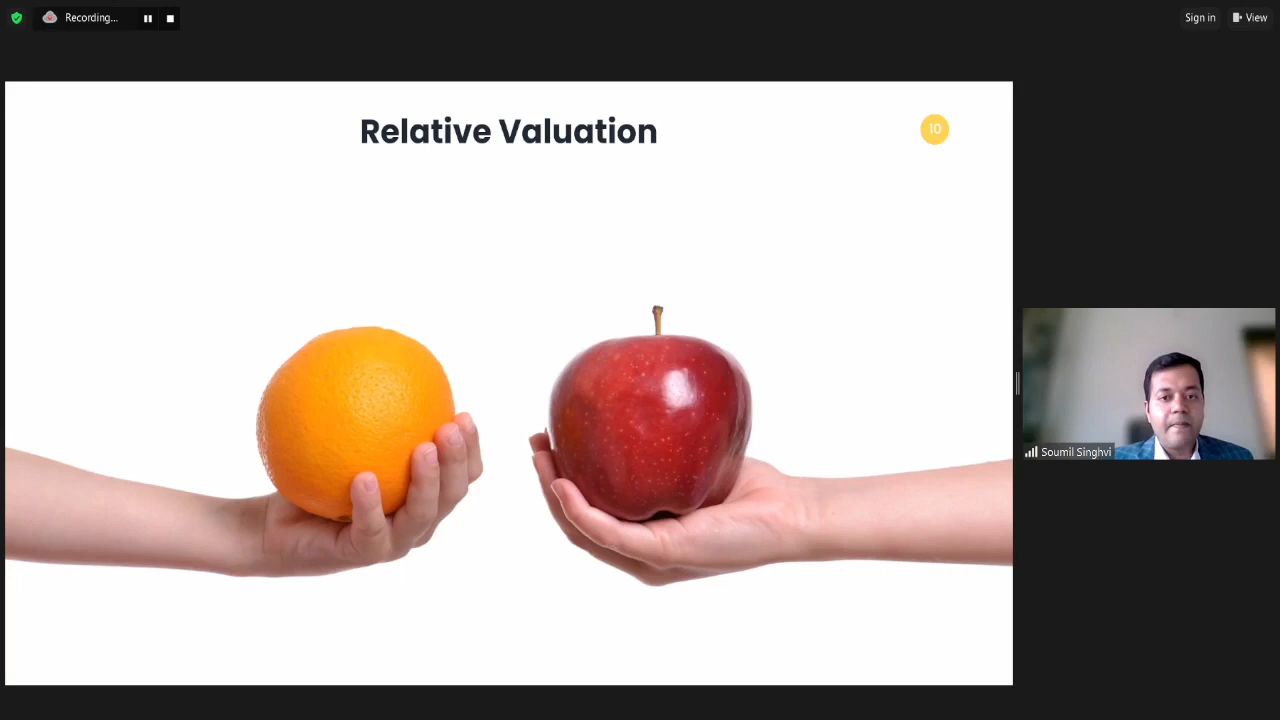 Recording...
Sign in
View
Relative Valuation
10
Soumil Singhvi